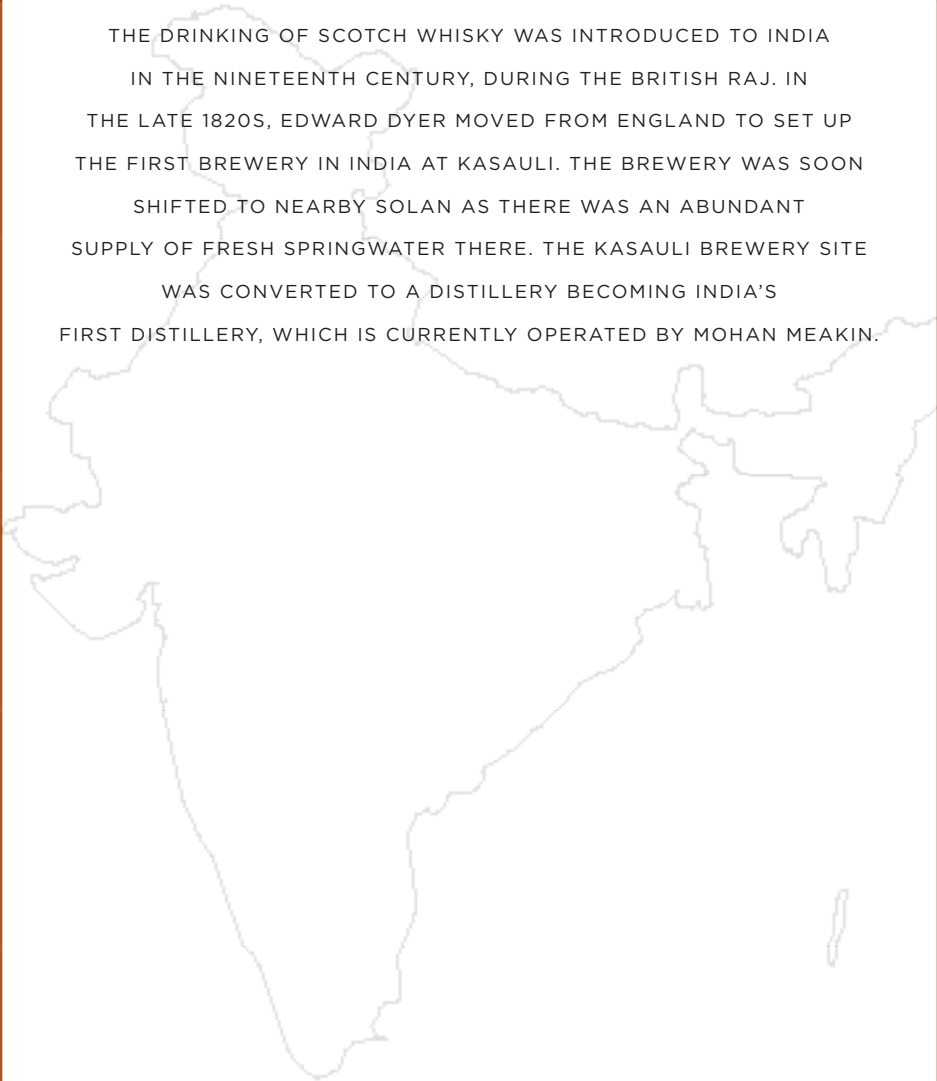 THE DRINKING OF SCOTCH WHISKY WAS INTRODUCED TO INDIA
IN THE NINETEENTH CENTURY, DURING THE BRITISH RAJ. IN
THE LATE 1820S, EDWARD DYER MOVED FROM ENGLAND TO SET UP
THE FIRST BREWERY IN INDIA AT KASAULI. THE BREWERY WAS SOON
SHIFTED TO NEARBY SOLAN AS THERE WAS AN ABUNDANT
SUPPLY OF FRESH SPRINGWATER THERE. THE KASAULI BREWERY SITE
WAS CONVERTED TO A DISTILLERY BECOMING INDIA’S
FIRST DISTILLERY, WHICH IS CURRENTLY OPERATED BY MOHAN MEAKIN.